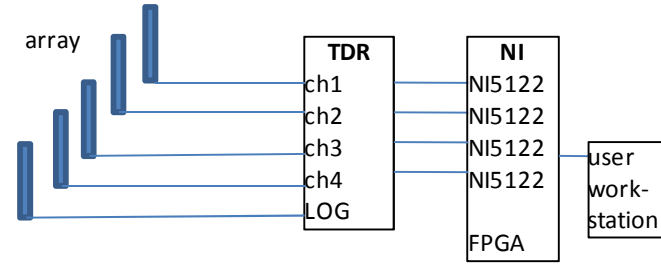 array
TDR
ch1
ch2
ch3
ch4
LOG
NI
NI5122
NI5122
NI5122
NI5122
FPGA
user
work-
station